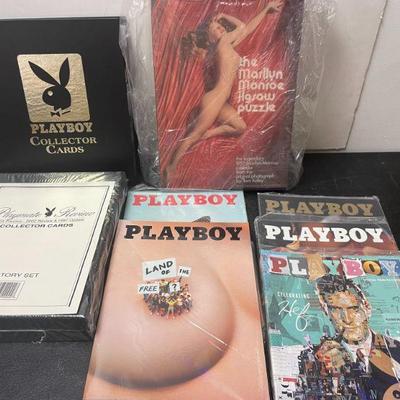 PLAYBOY
COLLECTOR
CARDS
the
Marilyn
Monroe
Jigsaw
puzzle
Playmate Review
COLLECTOR CARDS
PLAYBOY
PLAYBOY
LAND
OF THE
FREE ?
PLAYBOY
PLAYBOY
PLAYBOY
CELEBRATING
Hef